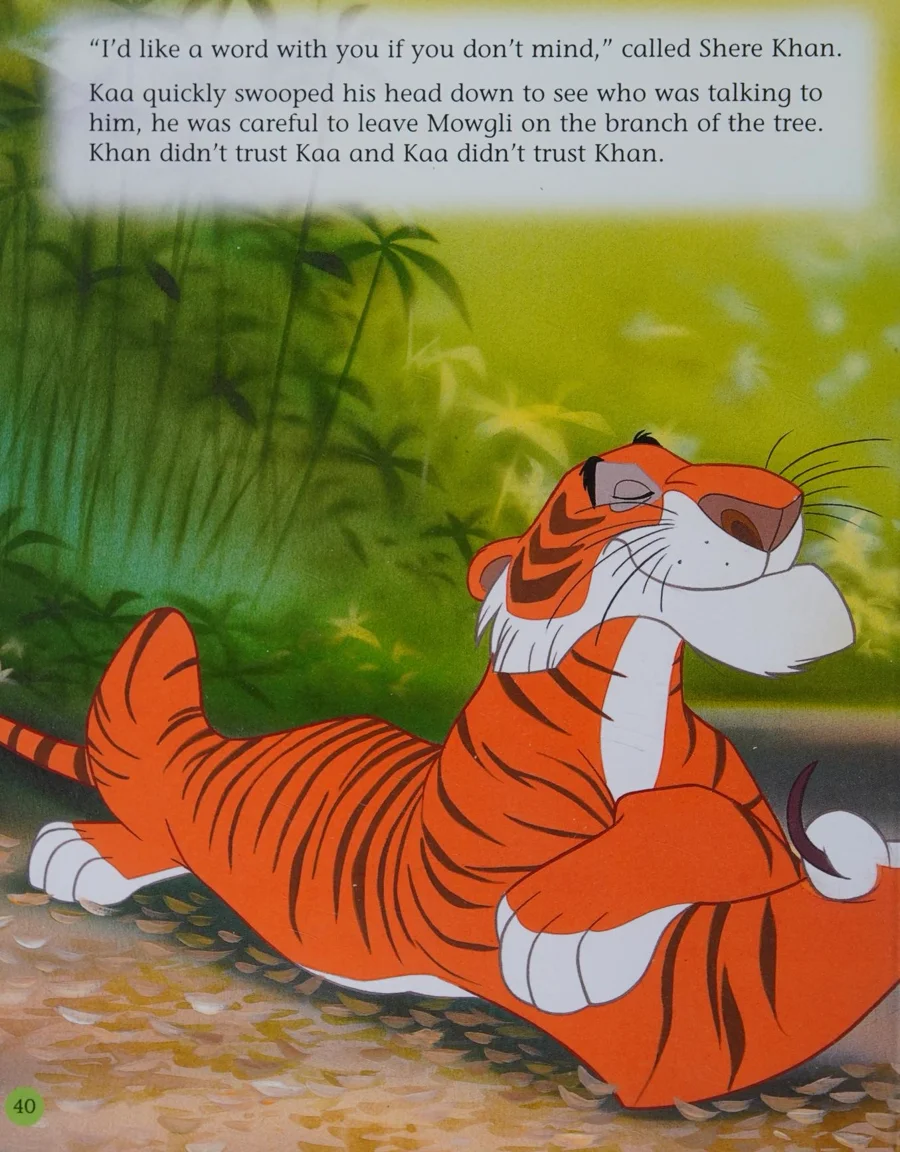 “I’d like a word with you if you don’t mind,” called Shere Khan.
Kaa quickly swooped his head down to see who was talking to
him, he was careful to leave Mowgli on the branch of the tree.
Khan didn’t trust Kaa and Kaa didn’t trust Khan.
40